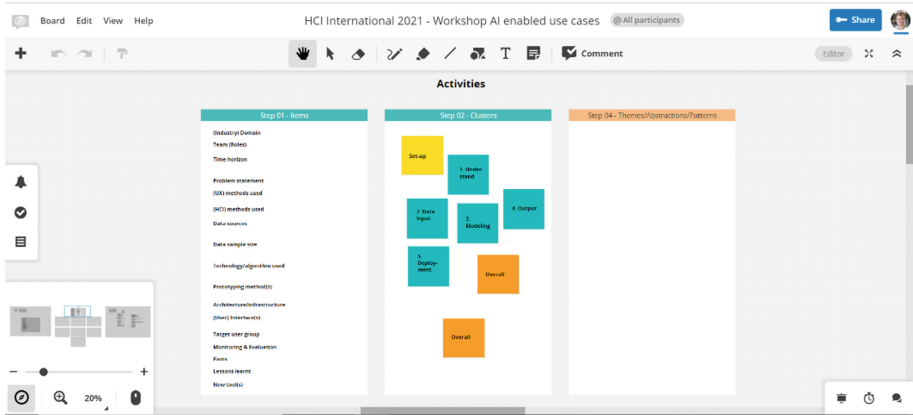 Board Edit View Help
HCI International 2021 - Workshop AI enabled use cases
@All participants
Share
Comment
Editor
Activities
Step 01 - Items
(Industry) Domain
Team (Roles)
Time horizon
Problem statement
(UX) methods used
(HCI) methods used
Data sources
Data sample size
Technology/algorithm used
Prototyping method(s)
Architecture/infrastructure
(User) Interface(s)
Target user group
Monitoring & Evaluation
Lessons learnt
New tool(s)
Step 02 - Clusters
Set-up
1. Under-
stand
2. Data
Input
3.
Modeling
4. Output
5.
Deploy-
ment
Overall
Overall
Step 04 - Themes/Abstractions/Patterns
20%